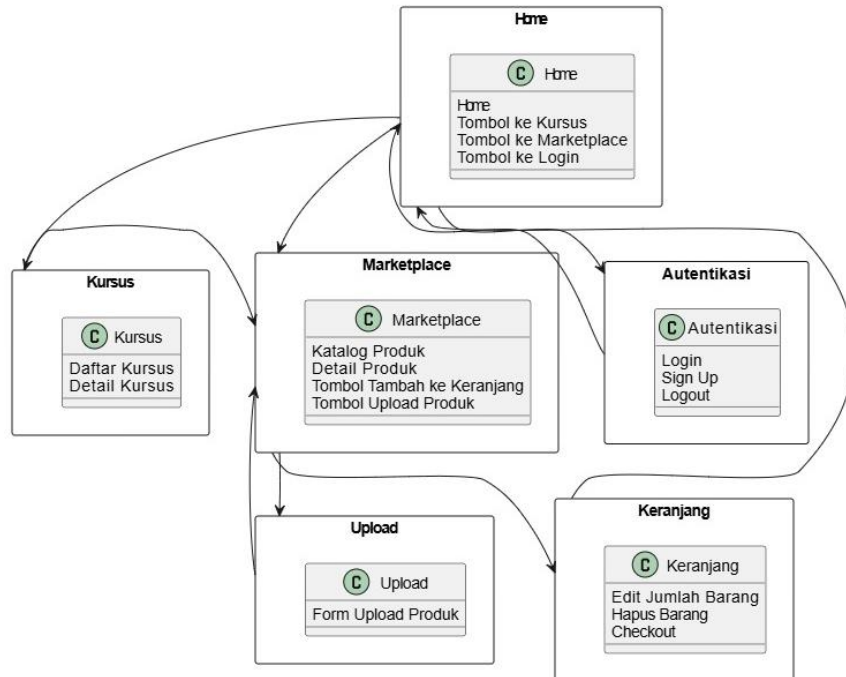 Home
C Home
Home
Tombol ke Kursus
Tombol ke Marketplace
Tombol ke Login
Kursus
C Kursus
Daftar Kursus
Detail Kursus
Marketplace
C Marketplace
Katalog Produk
Detail Produk
Tombol Tambah ke Keranjang
Tombol Upload Produk
Autentikasi
C Autentikasi
Login
Sign Up
Logout
Upload
C Upload
Form Upload Produk
Keranjang
C Keranjang
Edit Jumlah Barang
Hapus Barang
Checkout